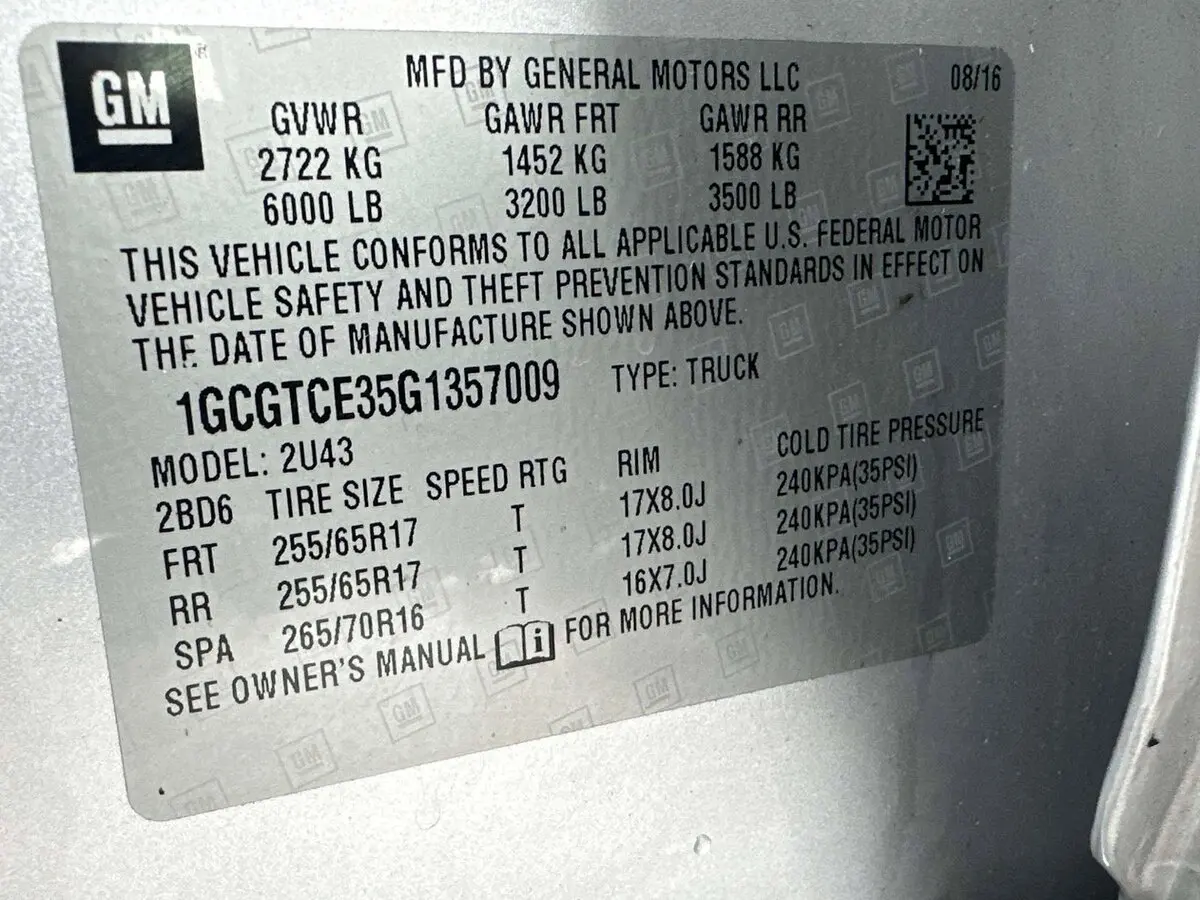 GM
MFD BY GENERAL MOTORS LLC 08/16
GVWR GAWR FRT GAWR RR
2722 KG 1452 KG 1588 KG
6000 LB 3200 LB 3500 LB
THIS VEHICLE CONFORMS TO ALL APPLICABLE U.S. FEDERAL MOTOR
VEHICLE SAFETY AND THEFT PREVENTION STANDARDS IN EFFECT ON
THE DATE OF MANUFACTURE SHOWN ABOVE.
1GCGTCE35G1357009 TYPE: TRUCK
MODEL: 2U43
2BD6 TIRE SIZE SPEED RTG RIM COLD TIRE PRESSURE
FRT 255/65R17 T 17X8.0J 240KPA(35PSI)
RR 255/65R17 T 17X8.0J 240KPA(35PSI)
SPA 265/70R16 T 16X7.0J 240KPA(35PSI)
SEE OWNER'S MANUAL i FOR MORE INFORMATION.